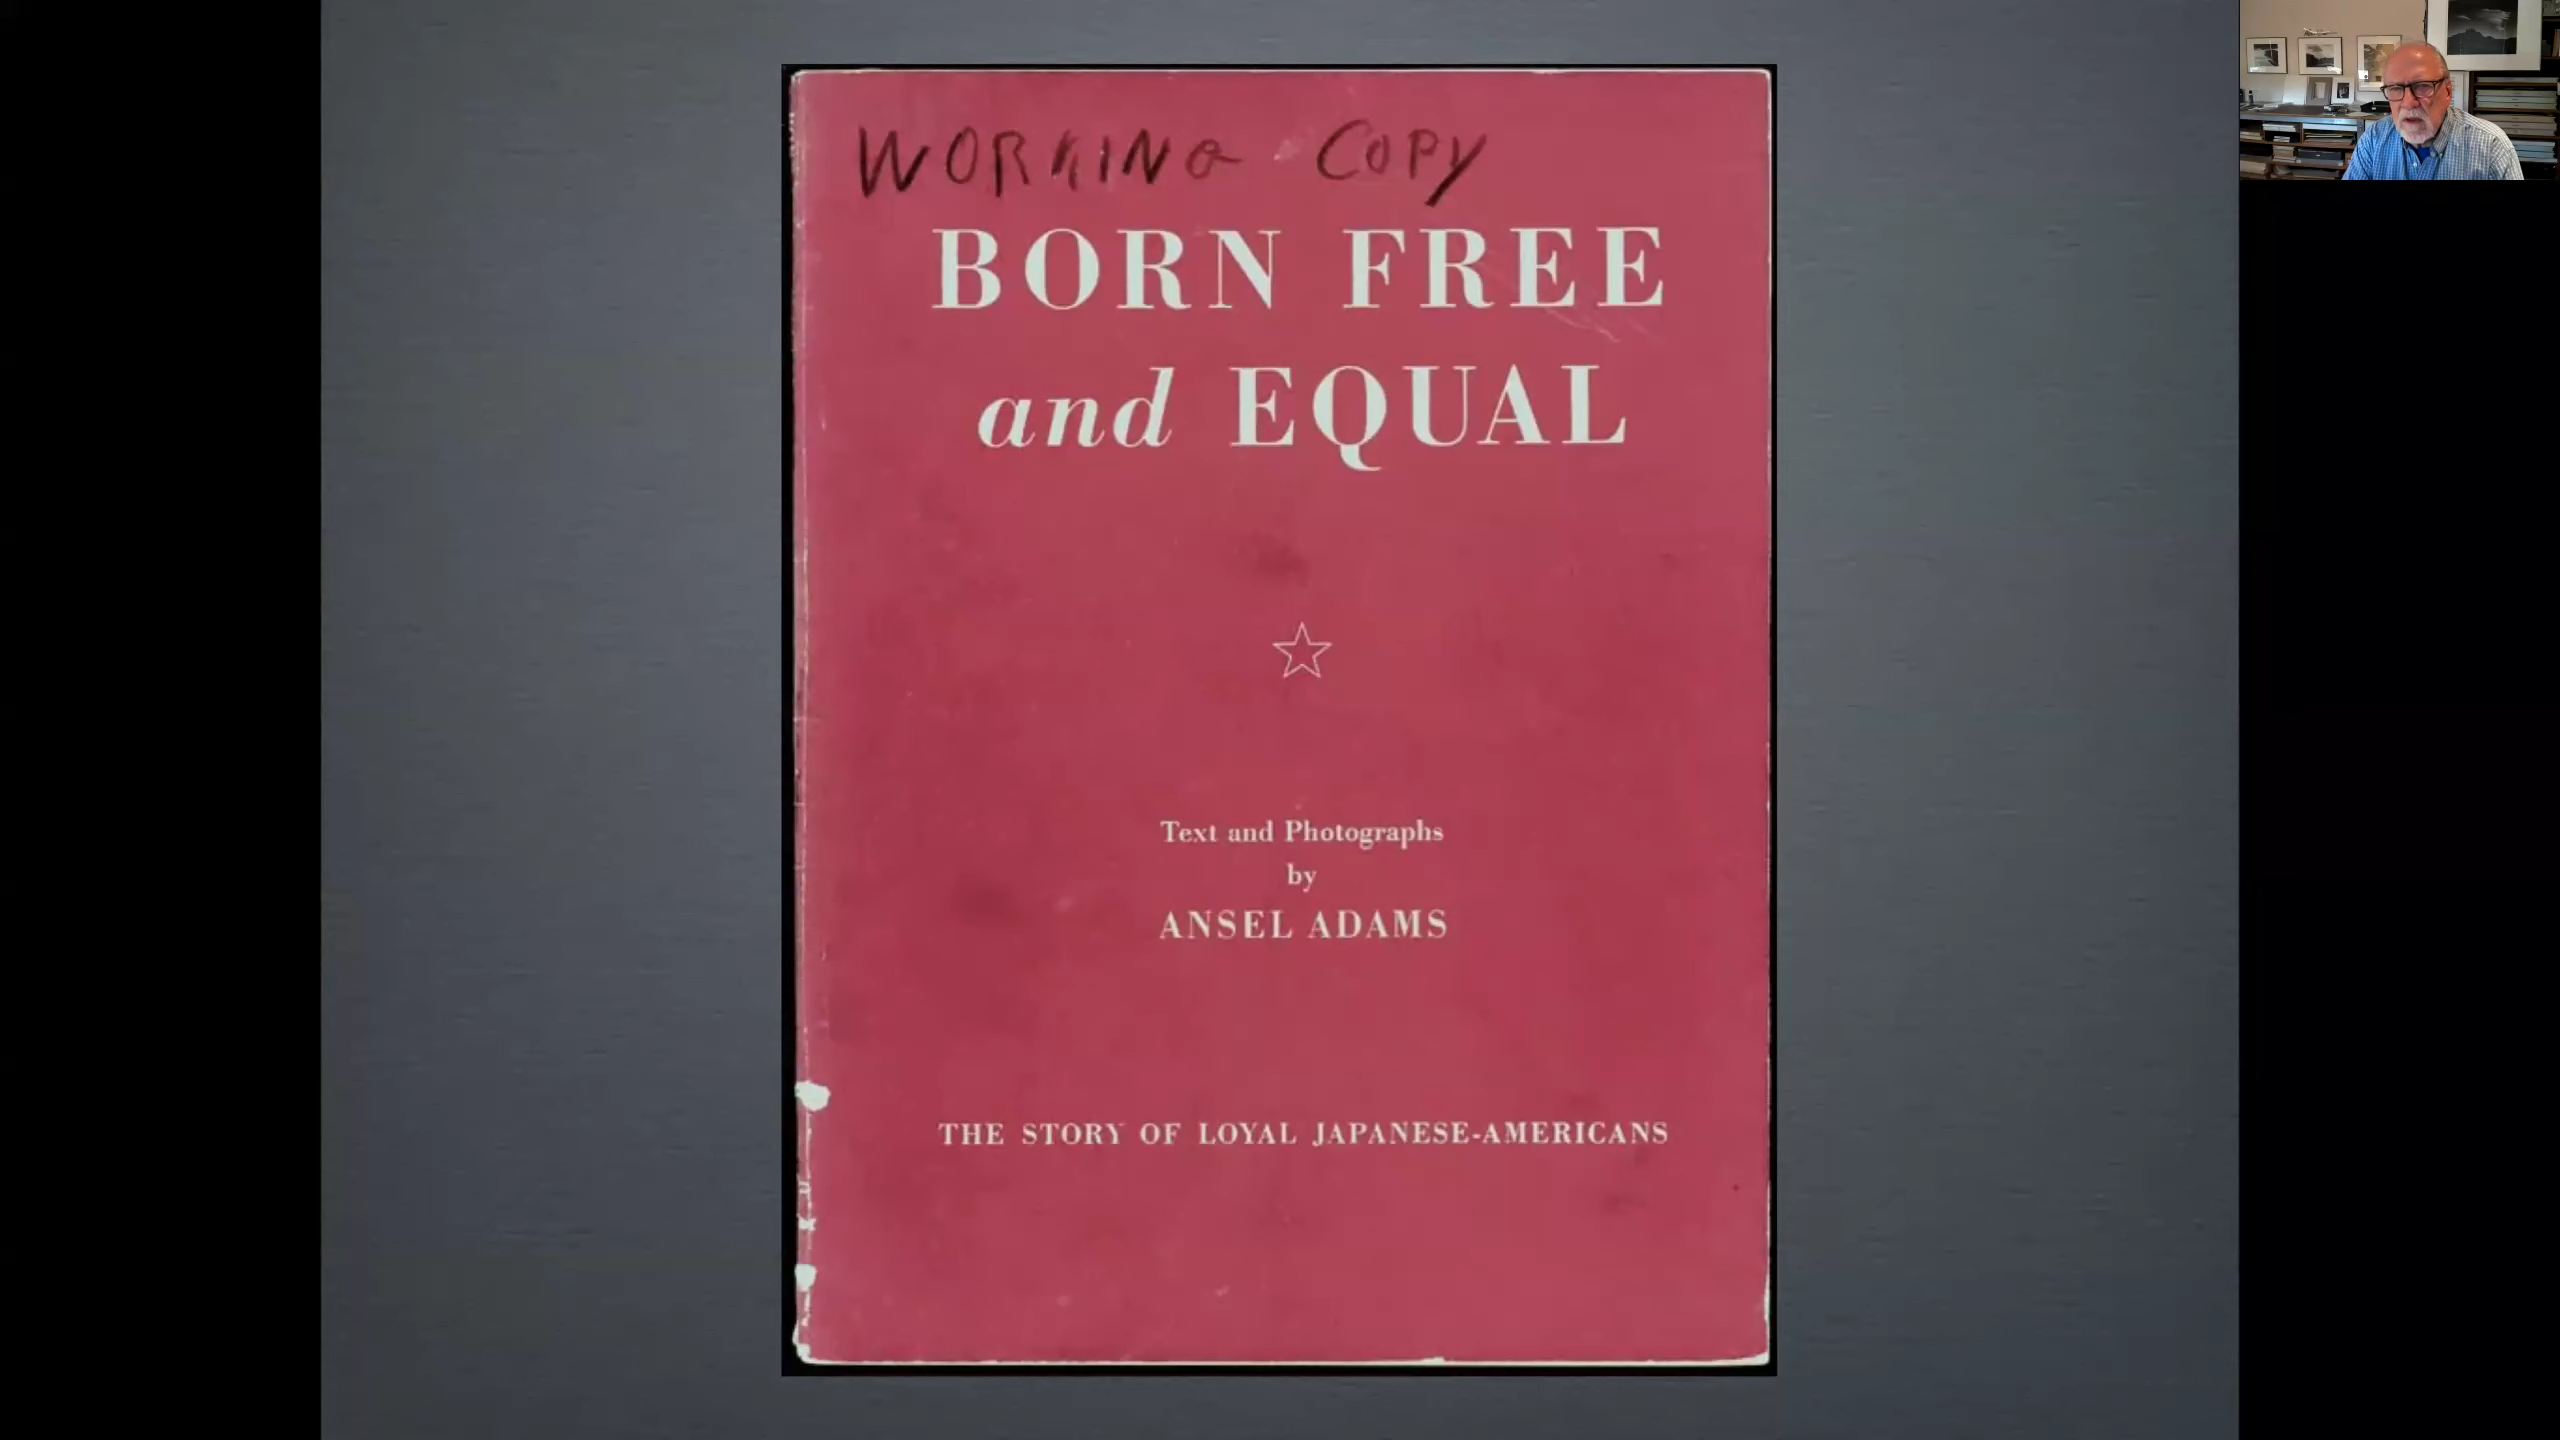 WORKING COPY
BORN FREE
and EQUAL
Text and Photographs
by
ANSEL ADAMS
THE STORY OF LOYAL JAPANESE-AMERICANS